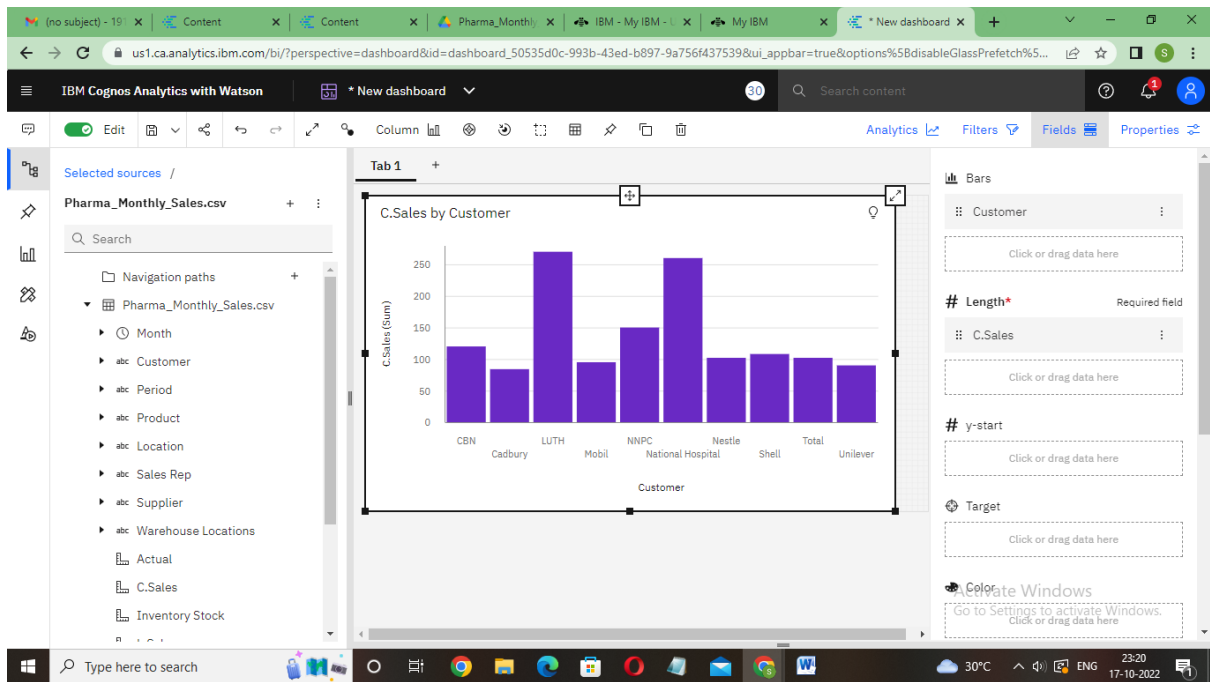 (no subject) - 191
Content
Content
Pharma_Monthly
IBM - My IBM - U
My IBM
* New dashboard
us1.ca.analytics.ibm.com/bi/?perspective=dashboard&id=dashboard_50535d0c-993b-43ed-b897-9a756f437539&ui_appbar=true&options%5BdisableGlassPrefetch%5...
S
IBM Cognos Analytics with Watson
* New dashboard
30
Search content
1
Edit
Column
Analytics
Filters
Fields
Properties
Selected sources /
Pharma_Monthly_Sales.csv
Search
Navigation paths
Pharma_Monthly_Sales.csv
Month
abc Customer
abc Period
abc Product
abc Location
abc Sales Rep
abc Supplier
abc Warehouse Locations
Actual
C.Sales
Inventory Stock
Tab 1
C.Sales by Customer
C.Sales (Sum)
250
200
150
100
50
0
CBN
Cadbury
LUTH
Mobil
NNPC
National Hospital
Nestle
Shell
Total
Unilever
Customer
Bars
Customer
Click or drag data here
# Length*
Required field
C.Sales
Click or drag data here
# y-start
Click or drag data here
Target
Click or drag data here
Color
Click or drag data here
Activate Windows
Go to Settings to activate Windows.
Type here to search
30°C
ENG
23:20
17-10-2022
1